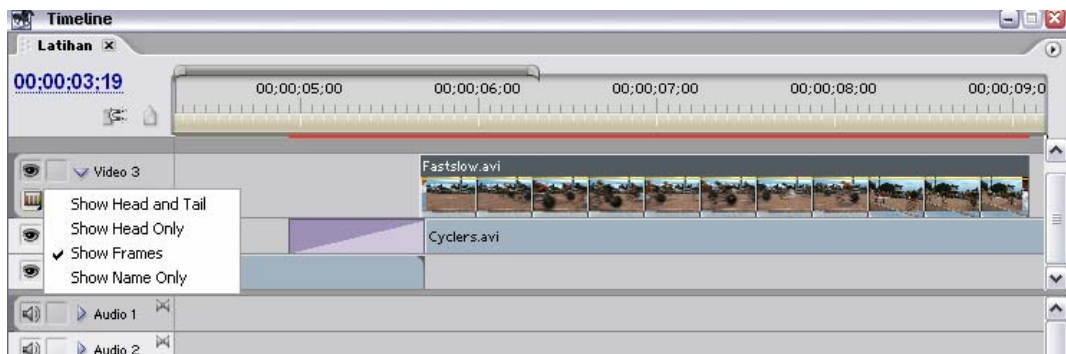 Timeline
Latihan
00;00;03;19
00;00;05;00 00;00;06;00 00;00;07;00 00;00;08;00 00;00;09;0
Video 3
Fastslow.avi
Show Head and Tail
Show Head Only
Cyclers.avi
Show Frames
Show Name Only
Audio 1
Audio 2